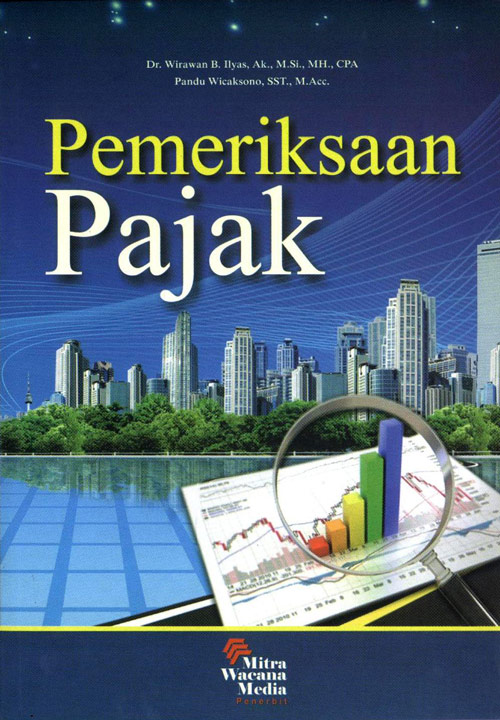 Dr. Wirawan B. Ilyas, Ak., M.Si., MH., CPA
Pandu Wicaksono, SST., M.Acc.
Pemeriksaan
Pajak
Mitra
Wacana
Media
Penerbit